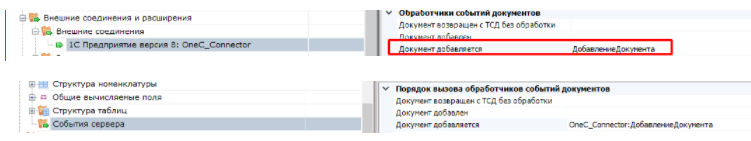 Внешние соединения и расширения
Внешние соединения
1С Предприятие версия 8: OneC_Connector
Обработчики событий документов
Документ возвращен с ТСД без обработки
Документ добавлен
Документ добавляется ДобавлениеДокумента
Структура номенклатуры
Общие вычисляемые поля
Структура таблиц
События сервера
Порядок вызова обработчиков событий документов
Документ возвращен с ТСД без обработки
Документ добавлен
Документ добавляется OneC_Connector:ДобавлениеДокумента